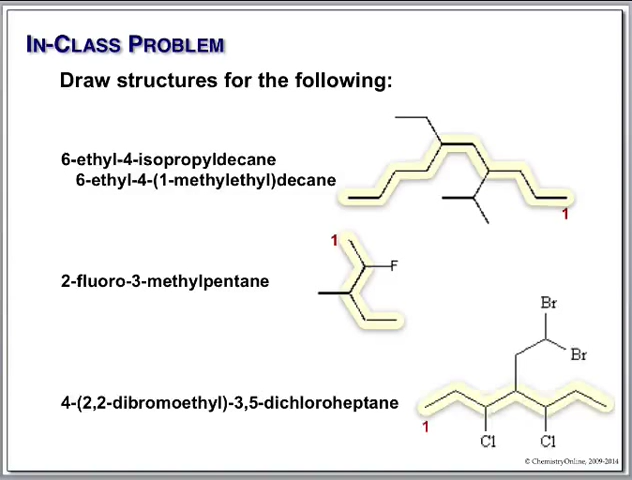 IN-CLASS PROBLEM
Draw structures for the following:
6-ethyl-4-isopropyldecane
6-ethyl-4-(1-methylethyl)decane
1
1
F
2-fluoro-3-methylpentane
Br
Br
4-(2,2-dibromoethyl)-3,5-dichloroheptane
1
Cl
Cl
© ChemistryOnline, 2009-2014